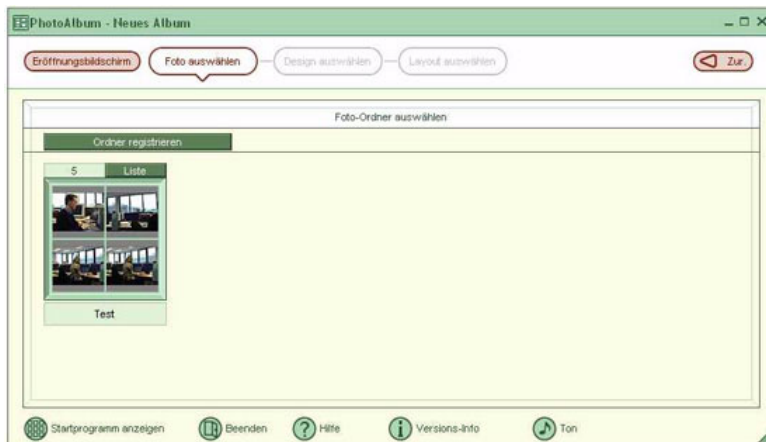 PhotoAlbum - Neues Album
Eröffnungsbildschirm Foto auswählen Design auswählen Layout auswählen Zur.
Foto-Ordner auswählen
Ordner registrieren
5 Liste
Test
Startprogramm anzeigen Beenden Hilfe Versions-Info Ton